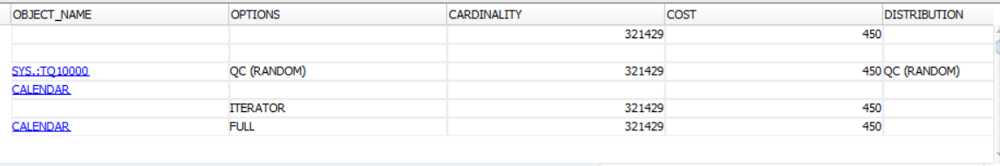 OBJECT_NAME OPTIONS CARDINALITY COST DISTRIBUTION
321429 450
SYS.:TQ10000 QC (RANDOM) 321429 450 QC (RANDOM)
CALENDAR
ITERATOR 321429 450
CALENDAR FULL 321429 450